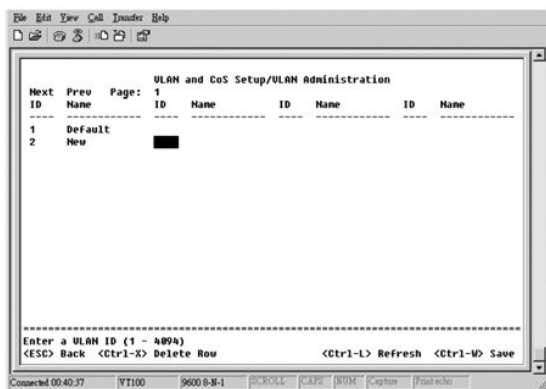 File Edit View Call Transfer Help
VLAN and CoS Setup/VLAN Administration
Next Prev Page: 1
ID Name ID Name ID Name ID Name
---- ------------ ---- ------------ ---- ------------ ---- ------------
1 Default
2 New
Enter a VLAN ID (1 - 4094)
<ESC> Back <Ctrl-X> Delete Row <Ctrl-L> Refresh <Ctrl-W> Save
Connected 00:40:37 VT100 9600 8-N-1 SCROLL CAPS NUM Capture Print echo